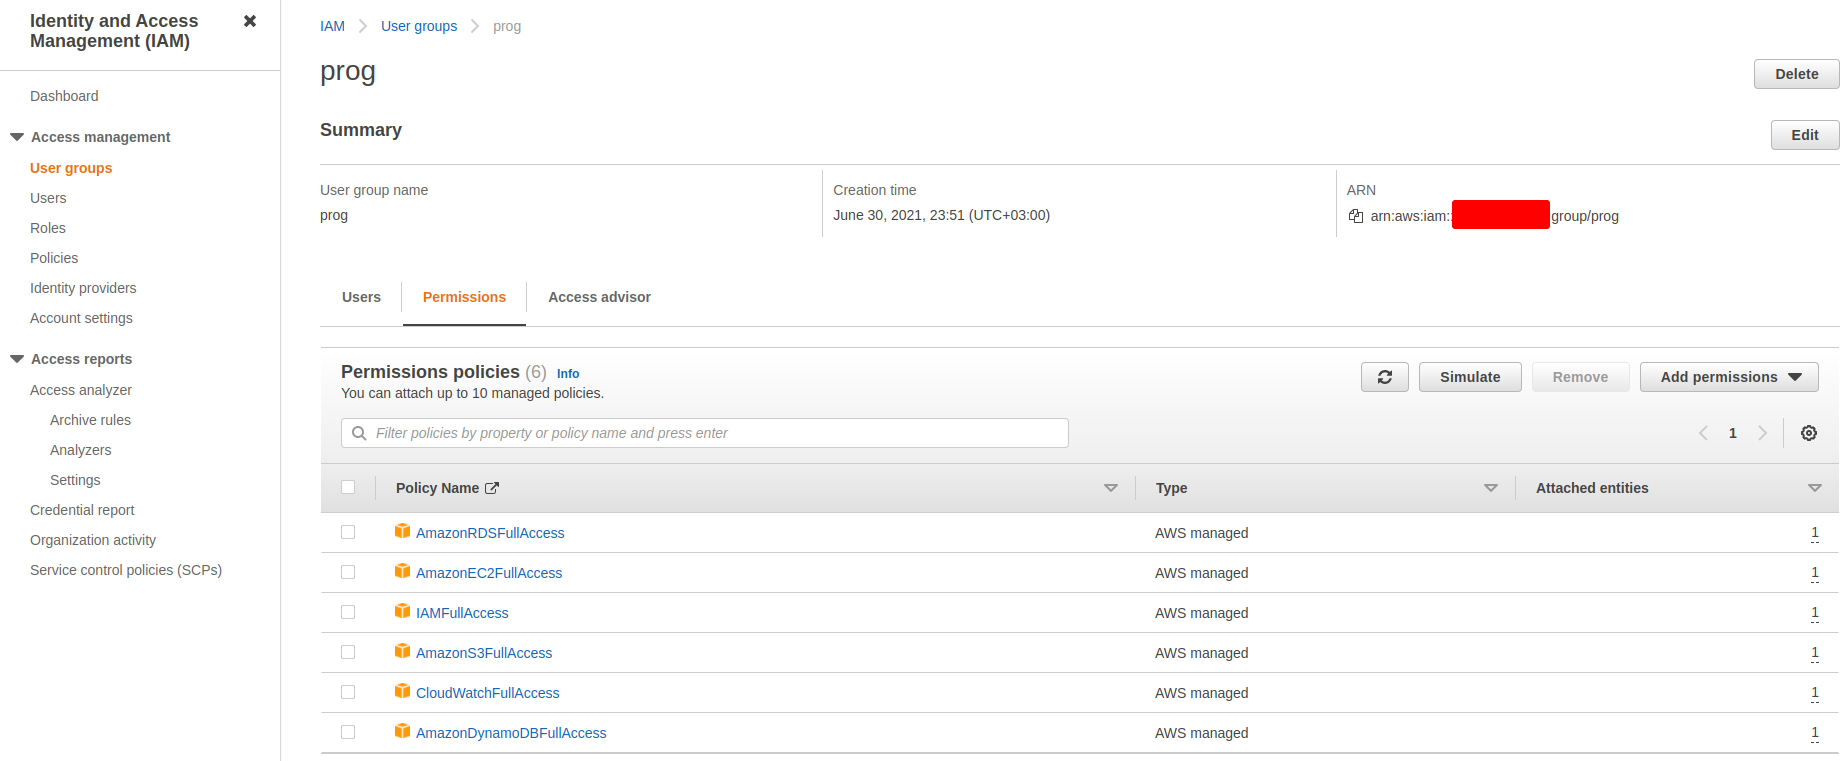 Identity and Access
Management (IAM)
Dashboard
Access management
User groups
Users
Roles
Policies
Identity providers
Account settings
Access reports
Access analyzer
Archive rules
Analyzers
Settings
Credential report
Organization activity
Service control policies (SCPs)
IAM User groups prog
prog
Delete
Summary
Edit
User group name
prog
Creation time
June 30, 2021, 23:51 (UTC+03:00)
ARN
arn:aws:iam:: group/prog
Users Permissions Access advisor
Permissions policies (6) Info
You can attach up to 10 managed policies.
Simulate Remove Add permissions
Filter policies by property or policy name and press enter
1
Policy Name Type Attached entities
AmazonRDSFullAccess AWS managed 1
AmazonEC2FullAccess AWS managed 1
IAMFullAccess AWS managed 1
AmazonS3FullAccess AWS managed 1
CloudWatchFullAccess AWS managed 1
AmazonDynamoDBFullAccess AWS managed 1